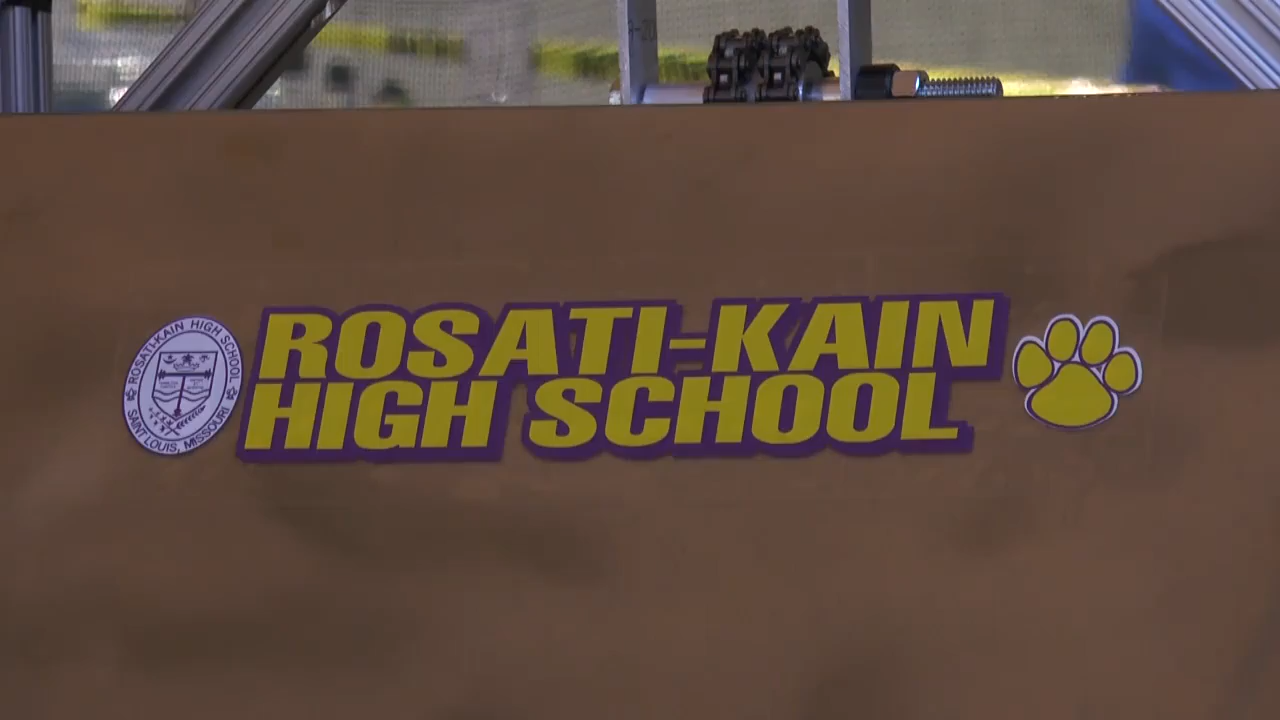 ROSATI-KAIN HIGH SCHOOL
SAINT LOUIS, MISSOURI
ROSATI-KAIN
HIGH SCHOOL